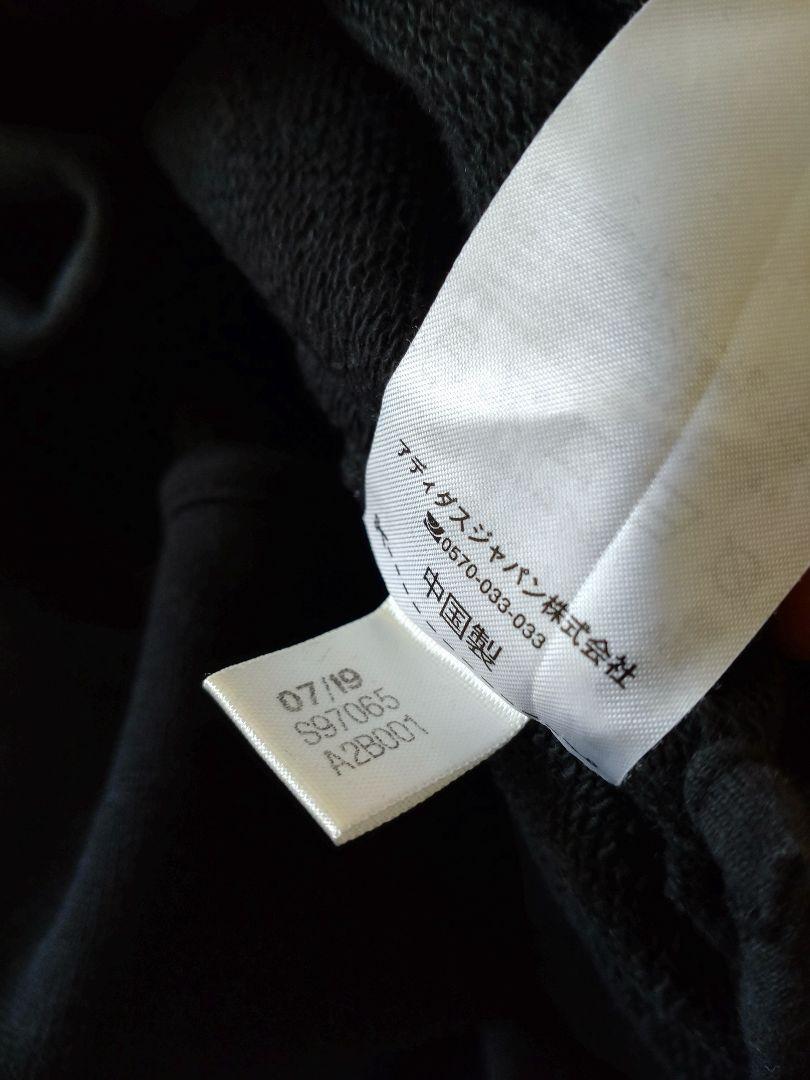 アディダスジャパン株式会社
0570-033-033
中国製
07/19
S97065
A2B001